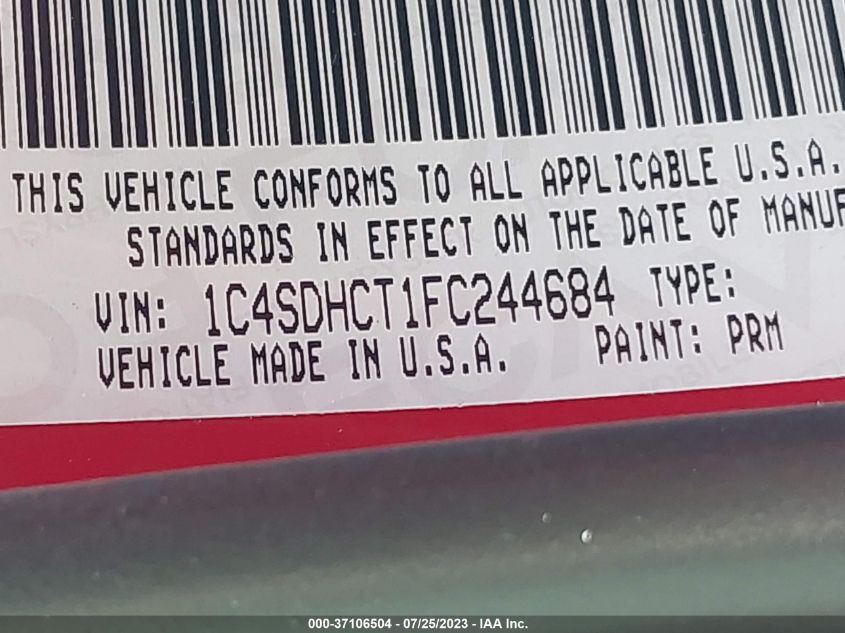 THIS VEHICLE CONFORMS TO ALL APPLICABLE U.S.A.
STANDARDS IN EFFECT ON THE DATE OF MANUF
VIN: 1C4SDHCT1FC244684 TYPE:
VEHICLE MADE IN U.S.A. PAINT: PRM
000-37106504 - 07/25/2023 - IAA Inc.